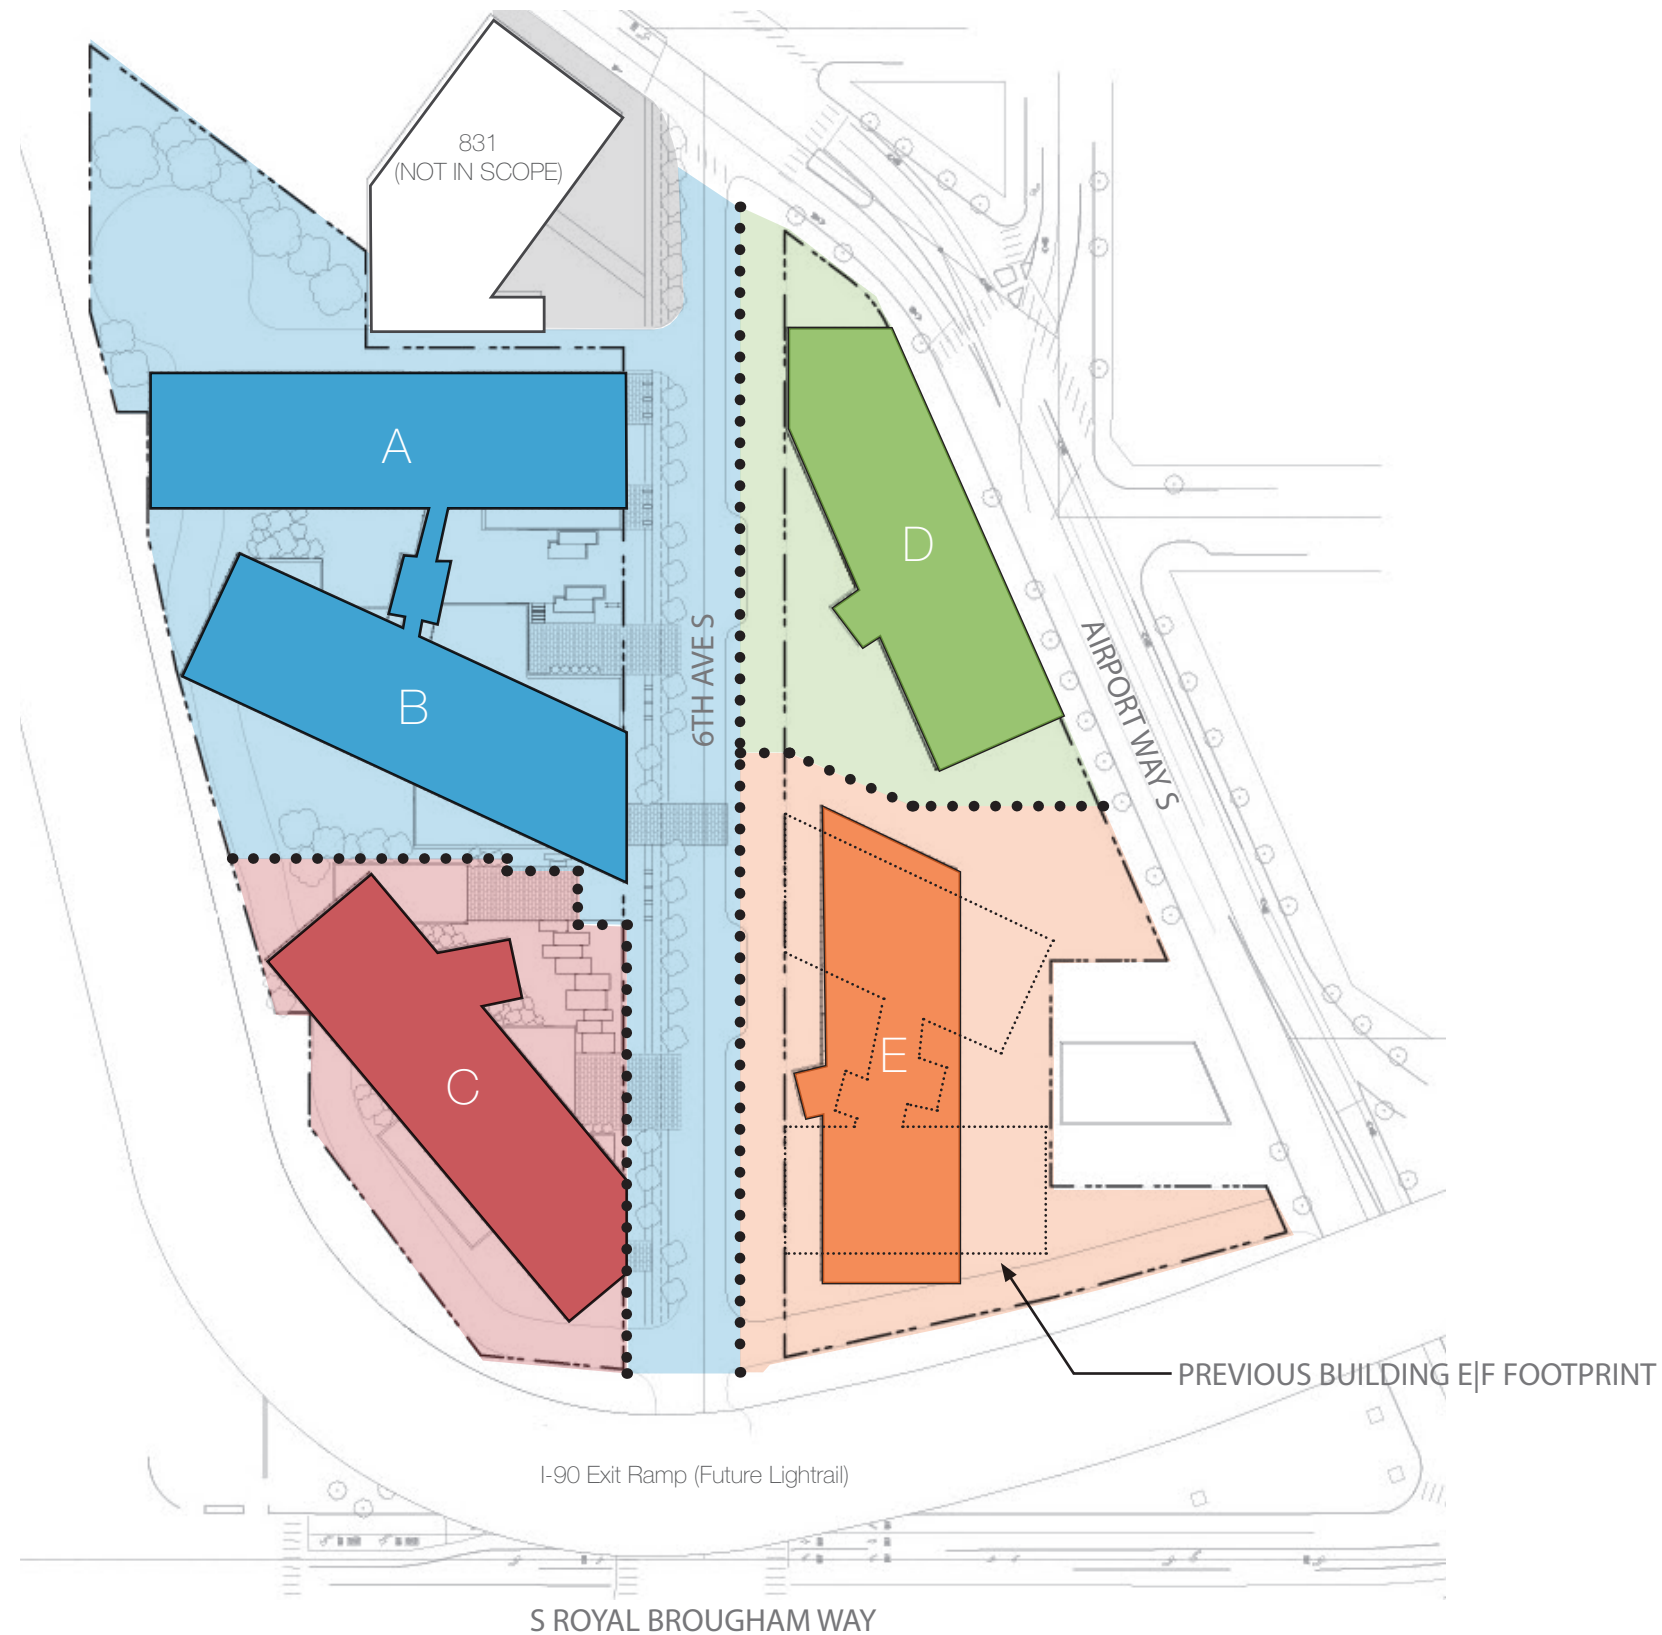 831
(NOT IN SCOPE)
A
D
B
6TH AVE S
AIRPORT WAY S
E
C
PREVIOUS BUILDING E|F FOOTPRINT
I-90 Exit Ramp (Future Lightrail)
S ROYAL BROUGHAM WAY